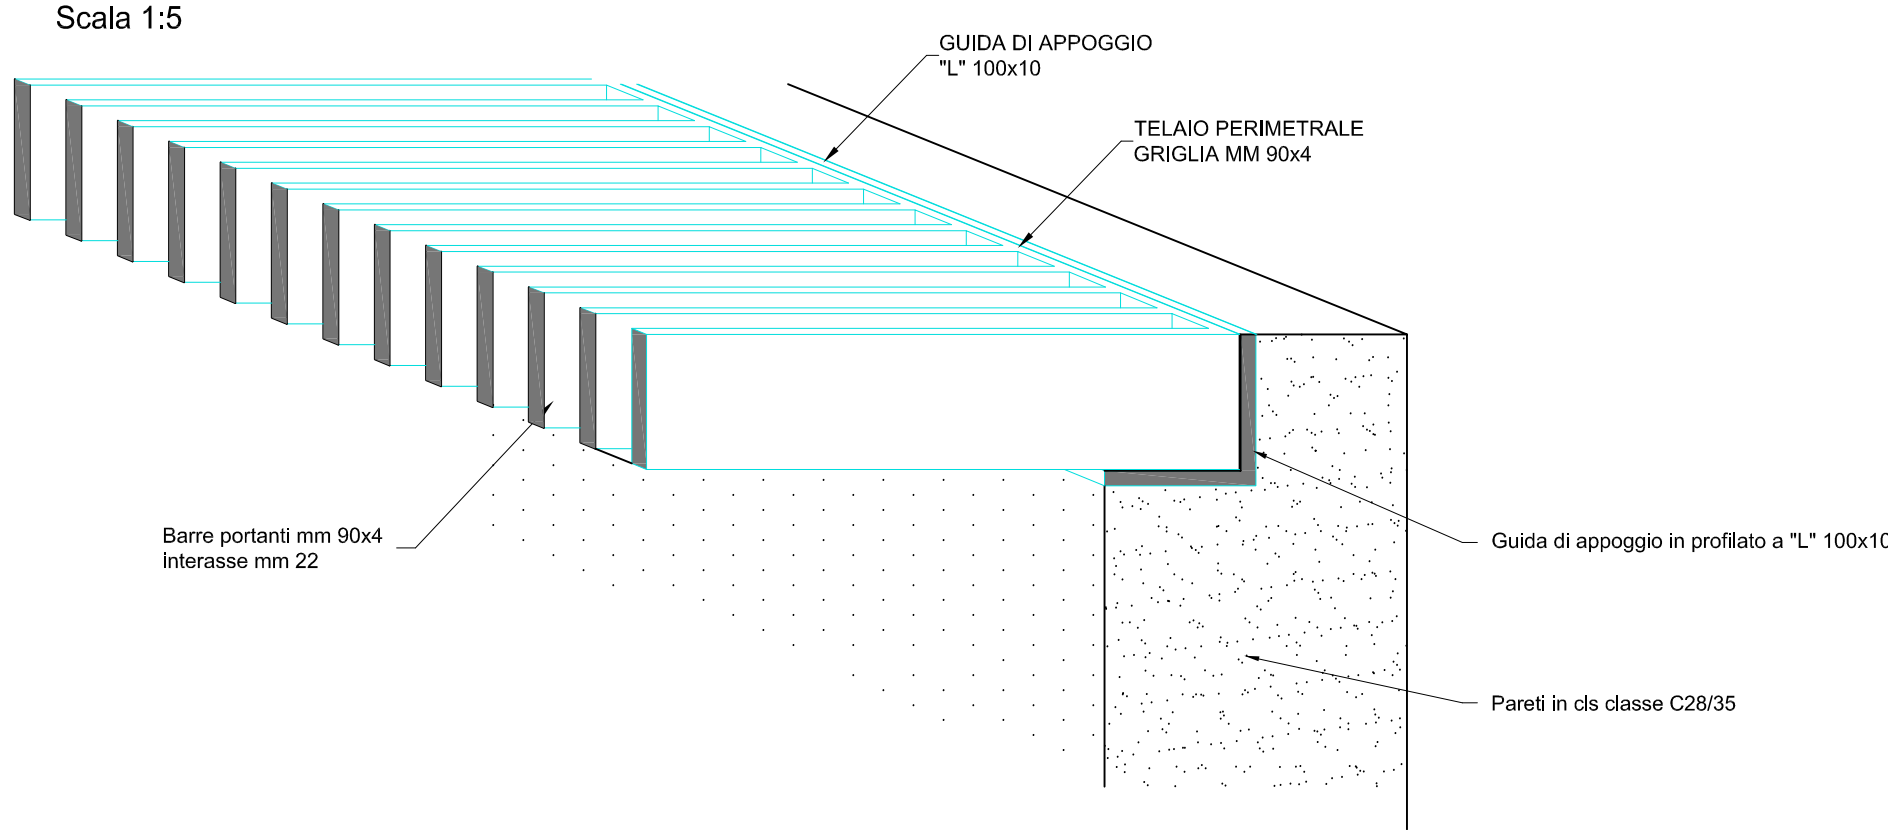 Scala 1:5
GUIDA DI APPOGGIO
"L" 100x10
TELAIO PERIMETRALE
GRIGLIA MM 90x4
Barre portanti mm 90x4
interasse mm 22
Guida di appoggio in profilato a "L" 100x10
Pareti in cls classe C28/35